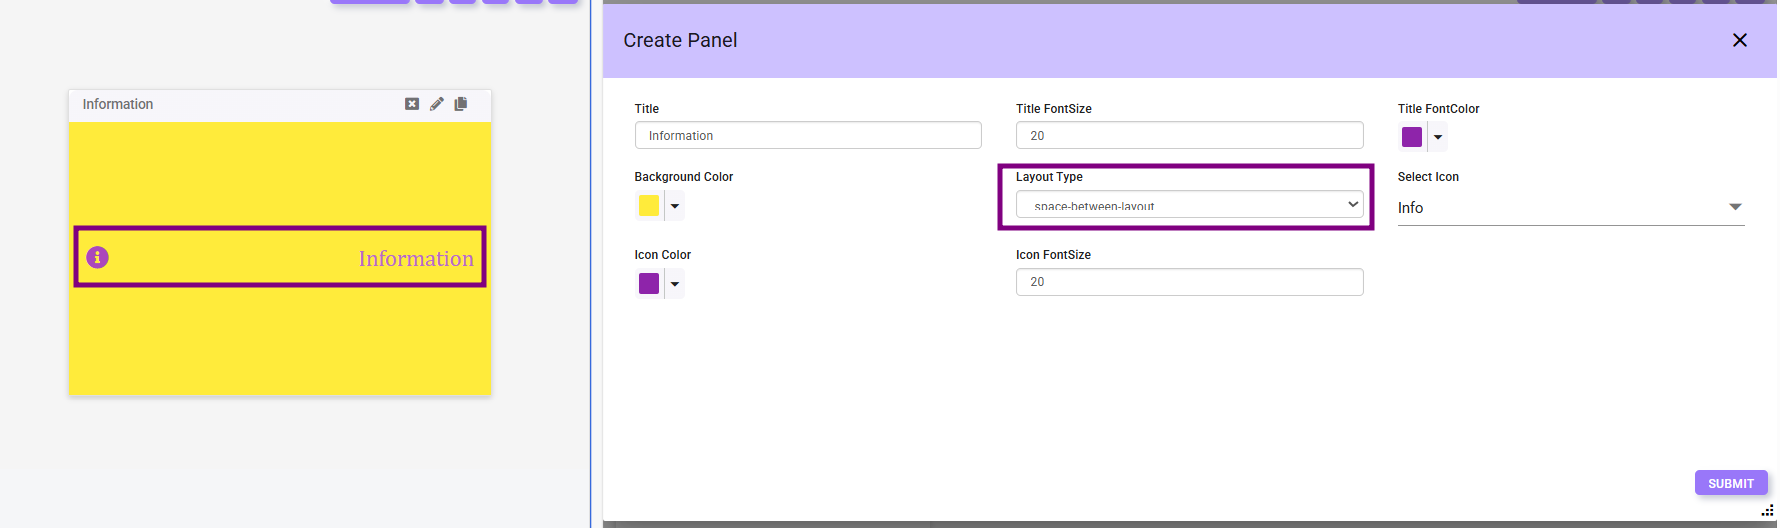 Information
Information
Create Panel
Title
Information
Title FontSize
20
Title FontColor
Background Color
Layout Type
space-between-layout
Select Icon
Info
Icon Color
Icon FontSize
20
SUBMIT